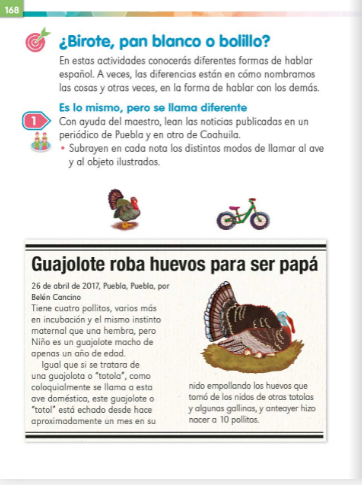 168
¿Birote, pan blanco o bolillo?
En estas actividades conocerás diferentes formas de hablar
español. A veces, las diferencias están en cómo nombramos
las cosas y otras veces, en la forma de hablar con los demás.
Es lo mismo, pero se llama diferente
1
Con ayuda del maestro, lean las noticias publicadas en un
periódico de Puebla y en otro de Coahuila.
• Subrayen en cada nota los distintos modos de llamar al ave
y al objeto ilustrados.
Guajolote roba huevos para ser papá
26 de abril de 2017, Puebla, Puebla, por
Belén Cancino
Tiene cuatro pollitos, varios más
en incubación y el mismo instinto
maternal que una hembra, pero
Niño es un guajolote macho de
apenas un año de edad.
Igual que si se tratara de
una guajolota o "totola", como
coloquialmente se llama a esta
ave doméstica, este guajolote o
"totol" está echado desde hace
aproximadamente un mes en su
nido empollando los huevos que
tomó de los nidos de otras totolas
y algunas gallinas, y anteayer hizo
nacer a 10 pollitos.